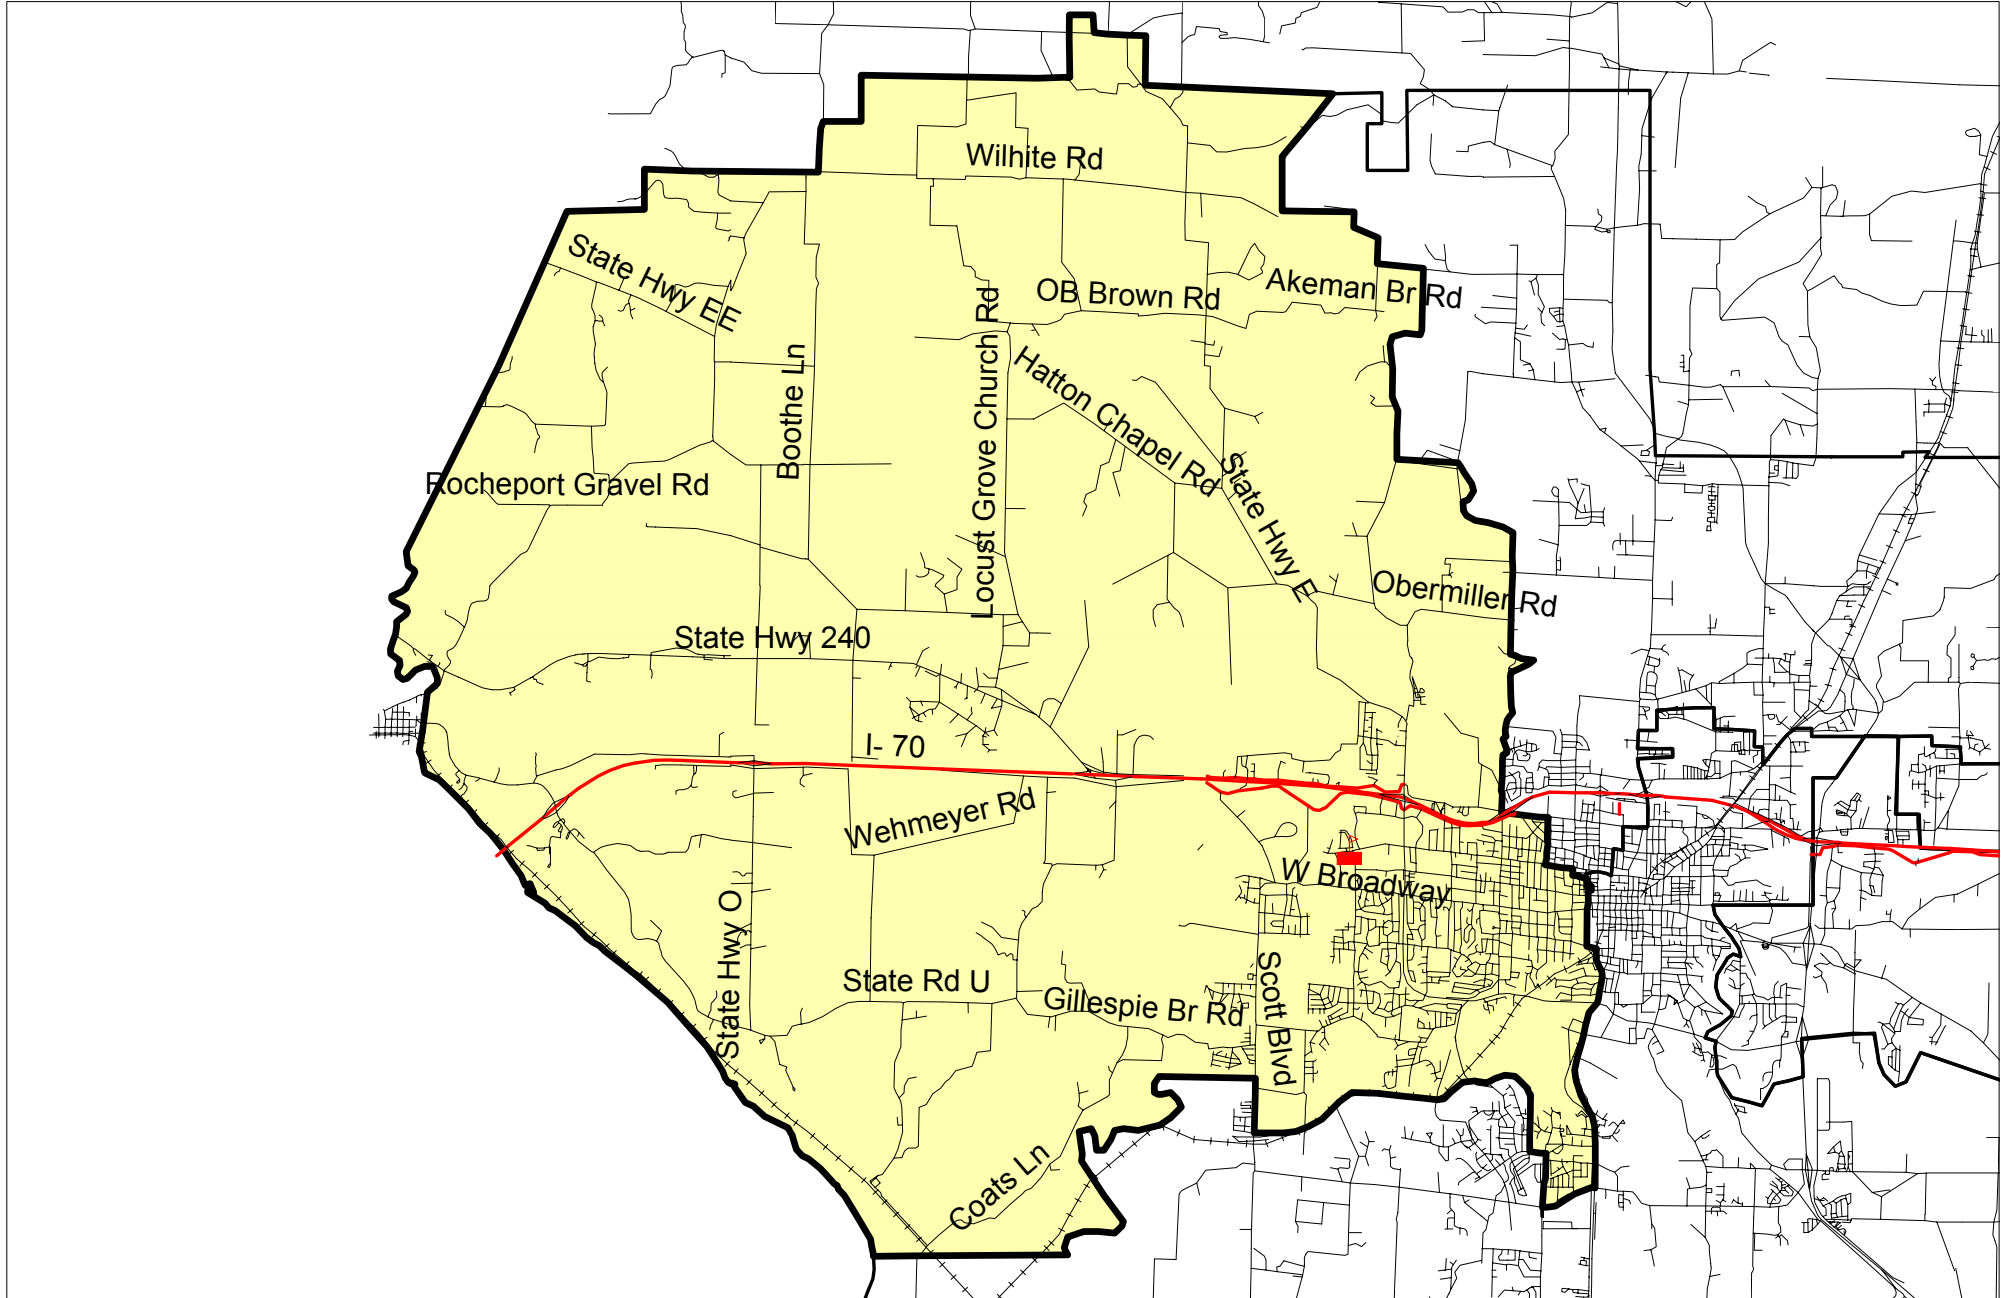 Wilhite Rd
State Hwy EE
OB Brown Rd
Akeman Br Rd
Boothe Ln
Locust Grove Church Rd
Hatton Chapel Rd
State Hwy E
Rocheport Gravel Rd
Obermiller Rd
State Hwy 240
I- 70
Wehmeyer Rd
W Broadway
State Hwy O
State Rd U
Gillespie Br Rd
Scott Blvd
Coats Ln